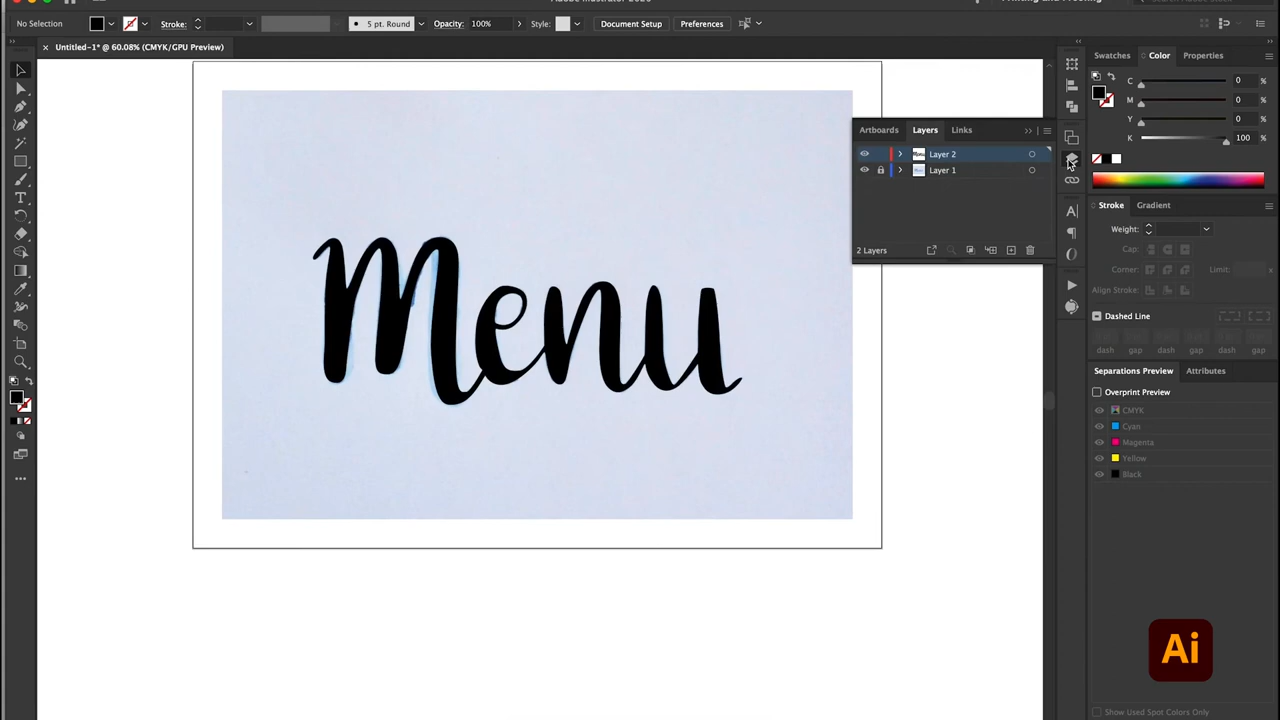 No Selection Stroke: 5 pt. Round Opacity: 100% Style: Document Setup Preferences
Untitled-1* @ 60.08% (CMYK/GPU Preview)
Swatches Color Properties
C 0 %
M 0 %
Y 0 %
K 100 %
Artboards Layers Links
Layer 2
Layer 1
2 Layers
Menu
Stroke Gradient
Weight:
Cap:
Corner: Limit:
Align Stroke:
Dashed Line
dash gap dash gap dash gap
Separations Preview Attributes
Overprint Preview
CMYK
Cyan
Magenta
Yellow
Black
Ai
Show Used Spot Colors Only